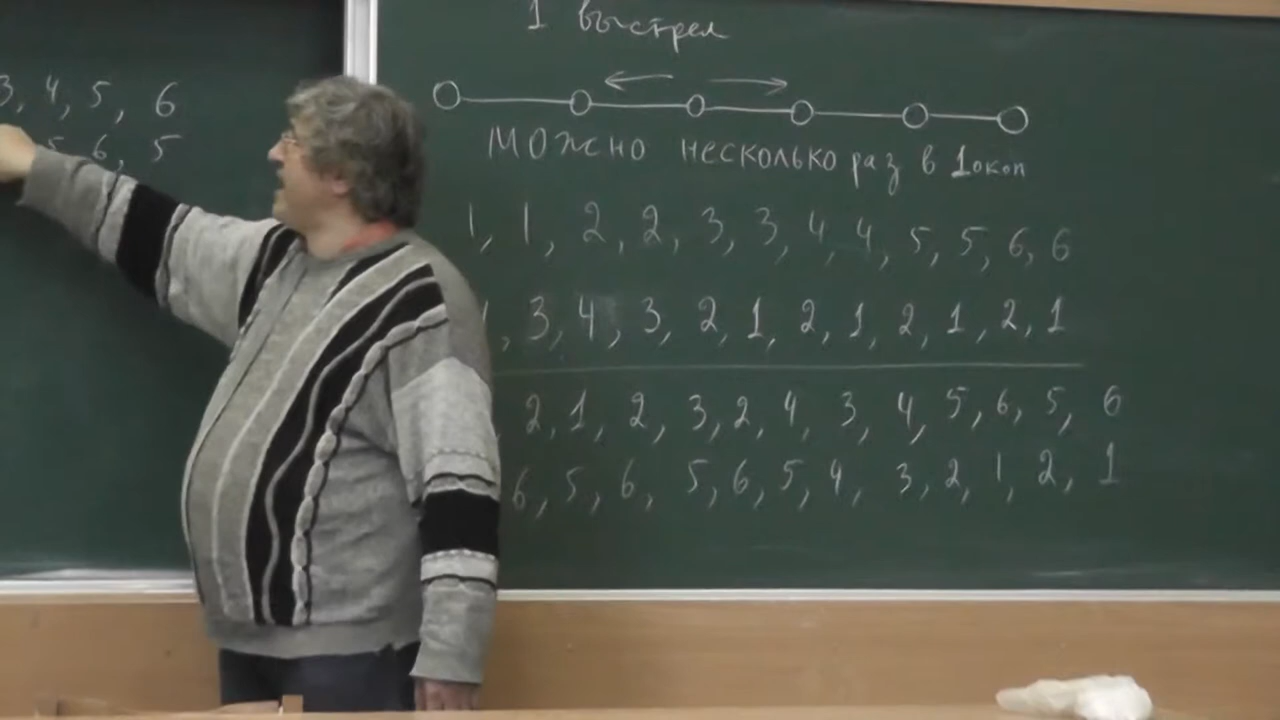 3, 4, 5, 6
5, 6, 5
1 выстрел
можно несколько раз в 1 окоп
1, 1, 2, 2, 3, 3, 4, 4, 5, 5, 6, 6
, 3, 4, 3, 2, 1, 2, 1, 2, 1, 2, 1
2, 1, 2, 3, 2, 4, 3, 4, 5, 6, 5, 6
6, 5, 6, 5, 6, 5, 4, 3, 2, 1, 2, 1